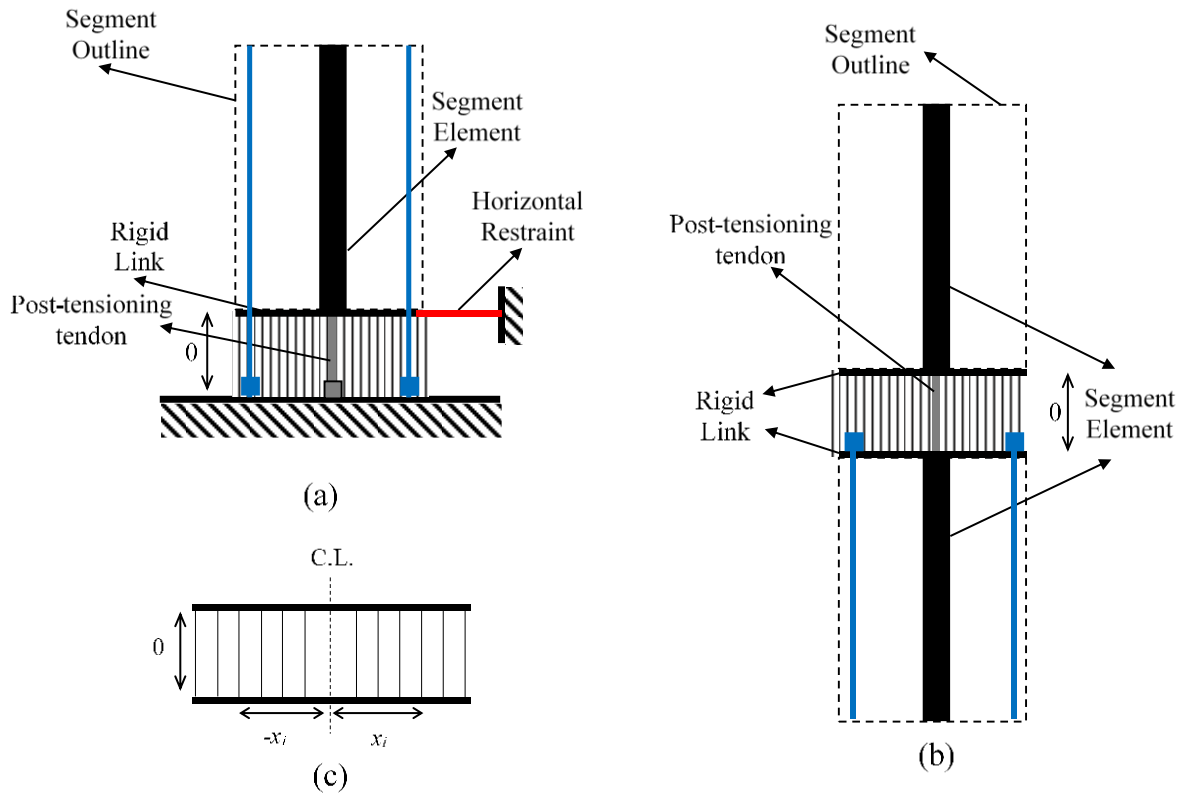 Segment
Outline
Segment
Element
Horizontal
Restraint
Rigid
Link
Post-tensioning
tendon
0
(a)
Segment
Outline
Post-tensioning
tendon
Rigid
Link
0
Segment
Element
(b)
C.L.
0
-xᵢ
xᵢ
(c)